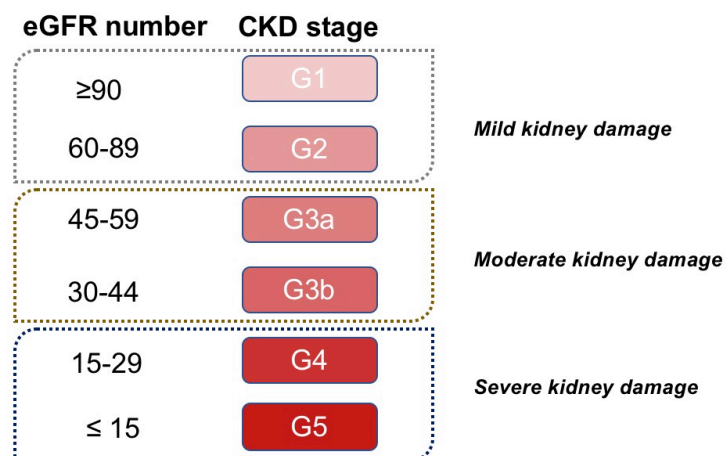 eGFR number CKD stage
≥90 G1
Mild kidney damage
60-89 G2
45-59 G3a
Moderate kidney damage
30-44 G3b
15-29 G4
Severe kidney damage
≤ 15 G5